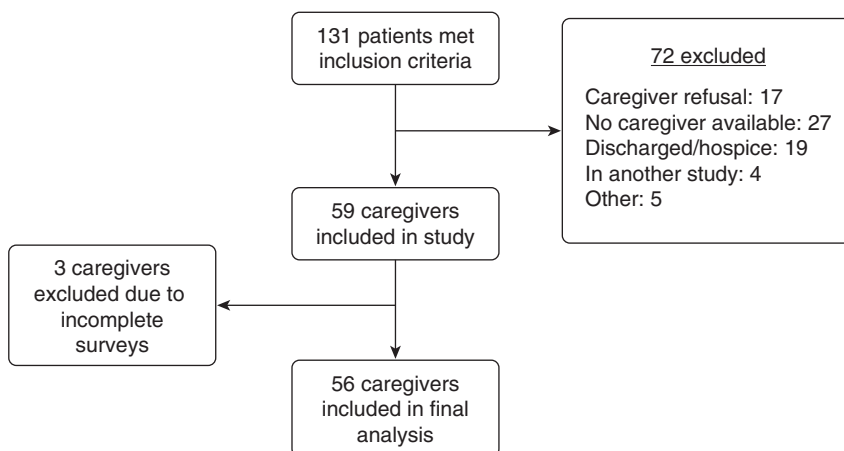 131 patients met
inclusion criteria
72 excluded
Caregiver refusal: 17
No caregiver available: 27
Discharged/hospice: 19
In another study: 4
Other: 5
59 caregivers
included in study
3 caregivers
excluded due to
incomplete
surveys
56 caregivers
included in final
analysis